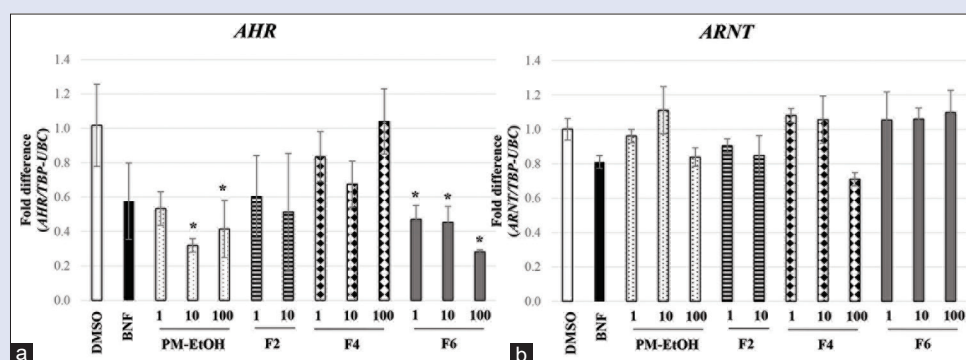 AHR
1.4
1.2
1.0
0.8
0.6
0.4
0.2
0.0
Fold difference
(AHR/TBP-UBC)
* * * * *
DMSO
BNF
1 10 100 1 10 1 10 100 1 10 100
PM-EtOH F2 F4 F6
a
ARNT
1.4
1.2
1.0
0.8
0.6
0.4
0.2
0.0
Fold difference
(ARNT/TBP-UBC)
DMSO
BNF
1 10 100 1 10 1 10 100 1 10 100
PM-EtOH F2 F4 F6
b